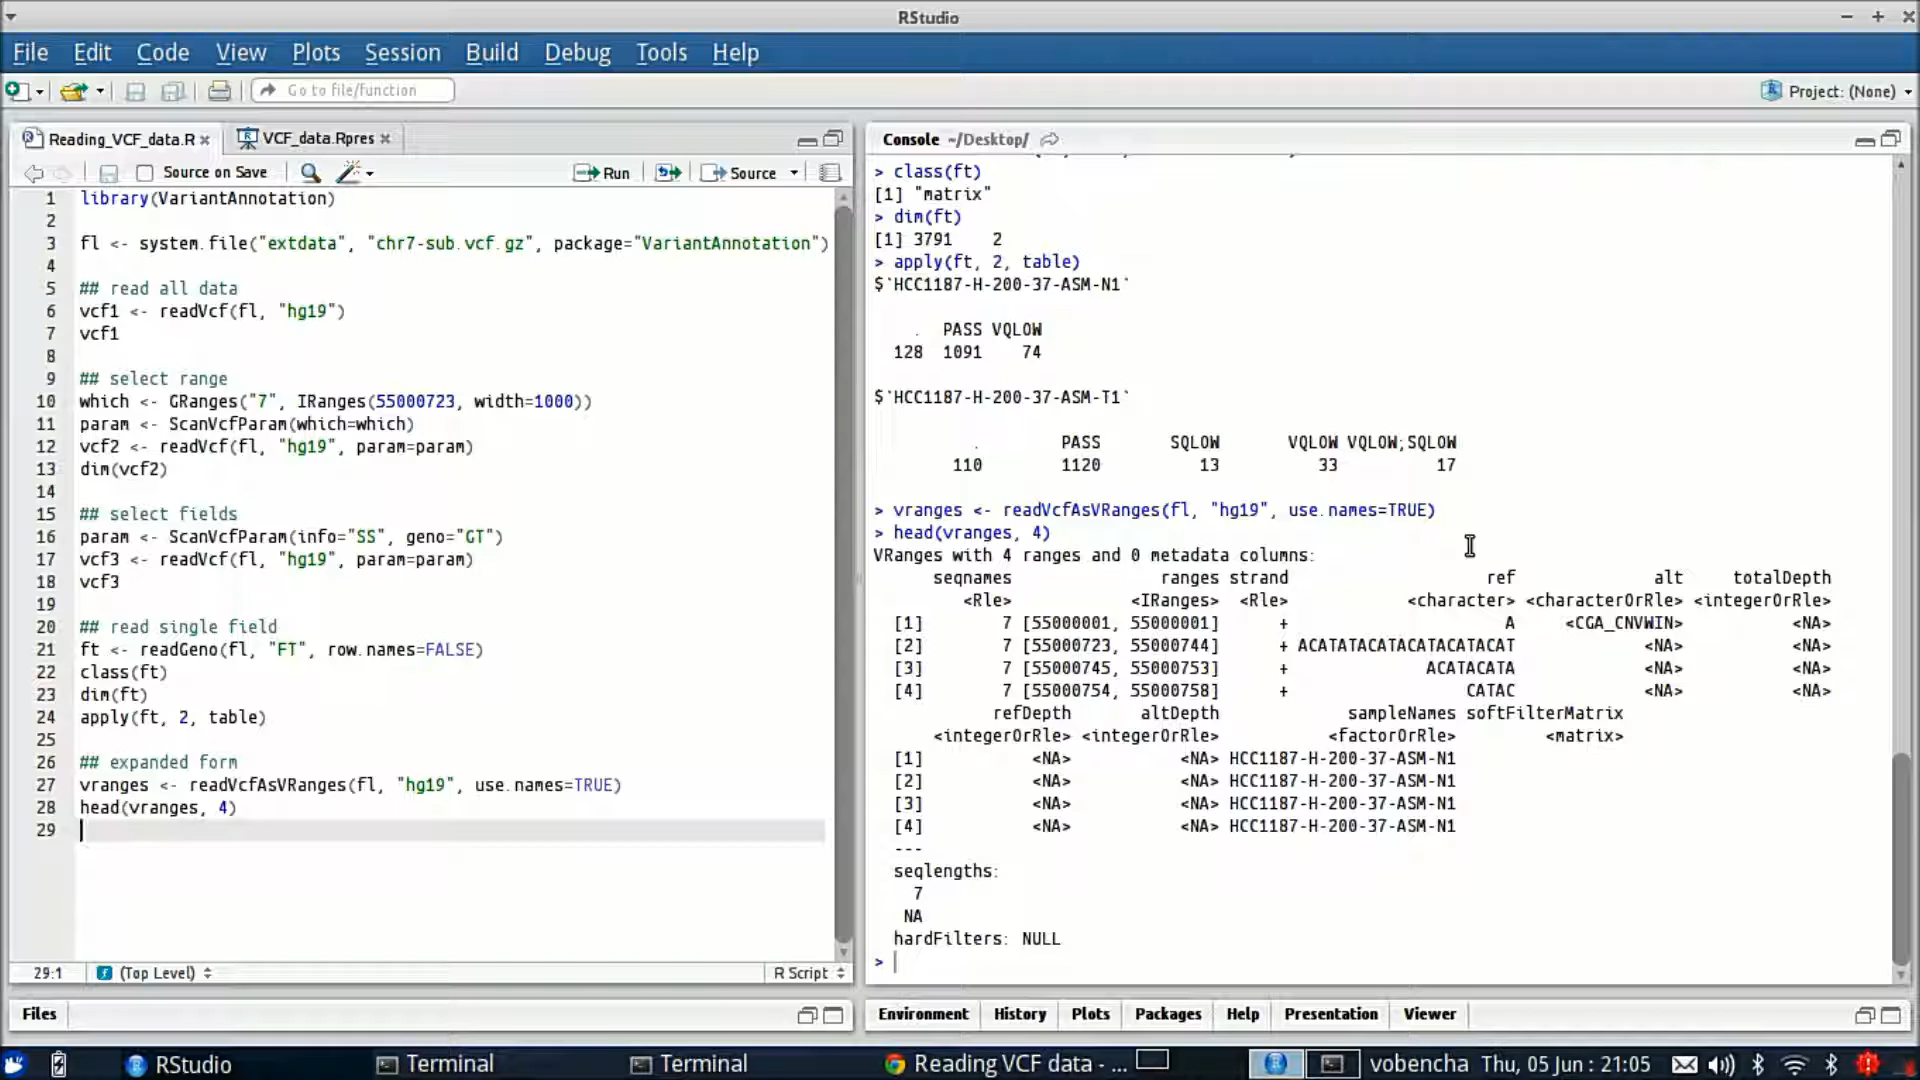 RStudio
File Edit Code View Plots Session Build Debug Tools Help
Go to file/function
Project: (None)
Reading_VCF_data.R
VCF_data.Rpres
Source on Save
Run
Source
1 library(VariantAnnotation)
2
3 fl <- system.file("extdata", "chr7-sub.vcf.gz", package="VariantAnnotation")
4
5 ## read all data
6 vcf1 <- readVcf(fl, "hg19")
7 vcf1
8
9 ## select range
10 which <- GRanges("7", IRanges(55000723, width=1000))
11 param <- ScanVcfParam(which=which)
12 vcf2 <- readVcf(fl, "hg19", param=param)
13 dim(vcf2)
14
15 ## select fields
16 param <- ScanVcfParam(info="SS", geno="GT")
17 vcf3 <- readVcf(fl, "hg19", param=param)
18 vcf3
19
20 ## read single field
21 ft <- readGeno(fl, "FT", row.names=FALSE)
22 class(ft)
23 dim(ft)
24 apply(ft, 2, table)
25
26 ## expanded form
27 vranges <- readVcfAsVRanges(fl, "hg19", use.names=TRUE)
28 head(vranges, 4)
29
29:1 (Top Level) R Script
Files
Console ~/Desktop/
> class(ft)
[1] "matrix"
> dim(ft)
[1] 3791 2
> apply(ft, 2, table)
$`HCC1187-H-200-37-ASM-N1`
. PASS VQLOW
128 1091 74
$`HCC1187-H-200-37-ASM-T1`
. PASS SQLOW VQLOW VQLOW;SQLOW
110 1120 13 33 17
> vranges <- readVcfAsVRanges(fl, "hg19", use.names=TRUE)
> head(vranges, 4)
VRanges with 4 ranges and 0 metadata columns:
seqnames ranges strand ref alt totalDepth
<Rle> <IRanges> <Rle> <character> <characterOrRle> <integerOrRle>
[1] 7 [55000001, 55000001] + A <CGA_CNVWIN> <NA>
[2] 7 [55000723, 55000744] + ACATATACATACATACATACAT <NA> <NA>
[3] 7 [55000745, 55000753] + ACATACATA <NA> <NA>
[4] 7 [55000754, 55000758] + CATAC <NA> <NA>
refDepth altDepth sampleNames softFilterMatrix
<integerOrRle> <integerOrRle> <factorOrRle> <matrix>
[1] <NA> <NA> HCC1187-H-200-37-ASM-N1
[2] <NA> <NA> HCC1187-H-200-37-ASM-N1
[3] <NA> <NA> HCC1187-H-200-37-ASM-N1
[4] <NA> <NA> HCC1187-H-200-37-ASM-N1
---
seqlengths:
7
NA
hardFilters: NULL
>
Environment History Plots Packages Help Presentation Viewer
RStudio Terminal Terminal Reading VCF data - ... vobencha Thu, 05 Jun : 21:05